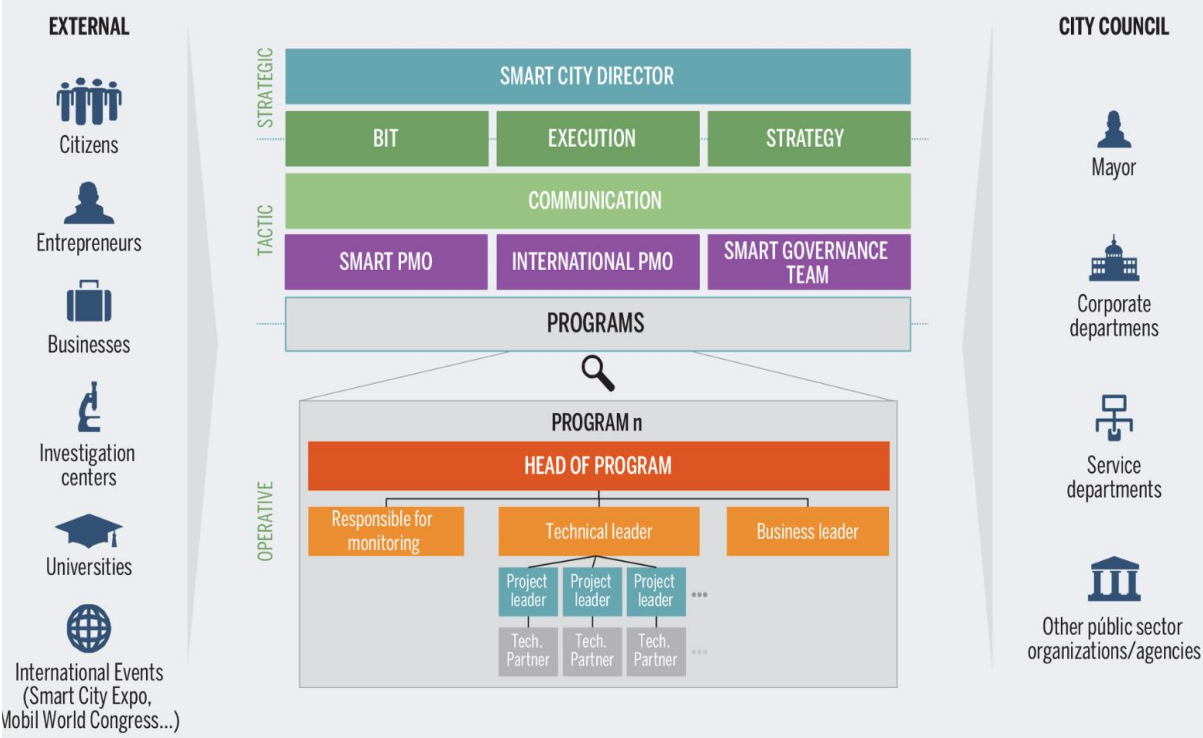 EXTERNAL
Citizens
Entrepreneurs
Businesses
Investigation
centers
Universities
International Events
(Smart City Expo,
Mobil World Congress...)
STRATEGIC
SMART CITY DIRECTOR
BIT
EXECUTION
STRATEGY
TACTIC
COMMUNICATION
SMART PMO
INTERNATIONAL PMO
SMART GOVERNANCE
TEAM
PROGRAMS
OPERATIVE
PROGRAM n
HEAD OF PROGRAM
Responsible for
monitoring
Technical leader
Business leader
Project
leader
Project
leader
Project
leader
...
Tech.
Partner
Tech.
Partner
Tech.
Partner
...
CITY COUNCIL
Mayor
Corporate
departmens
Service
departments
Other públic sector
organizations/agencies